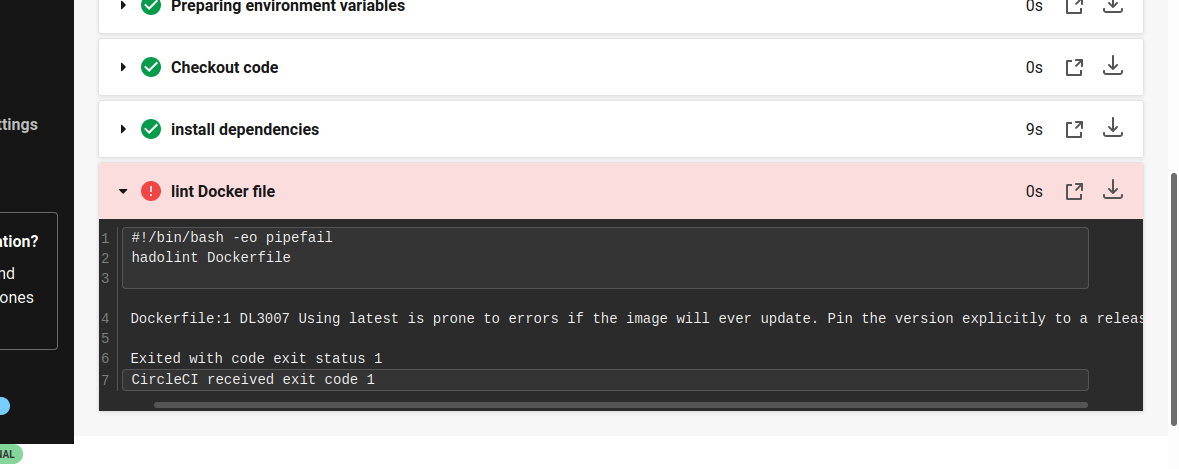 Preparing environment variables 0s
Checkout code 0s
ttings
install dependencies 9s
lint Docker file 0s
ation?
nd
ones
1 #!/bin/bash -eo pipefail
2 hadolint Dockerfile
3
4 Dockerfile:1 DL3007 Using latest is prone to errors if the image will ever update. Pin the version explicitly to a releas
5
6 Exited with code exit status 1
7 CircleCI received exit code 1
NAL